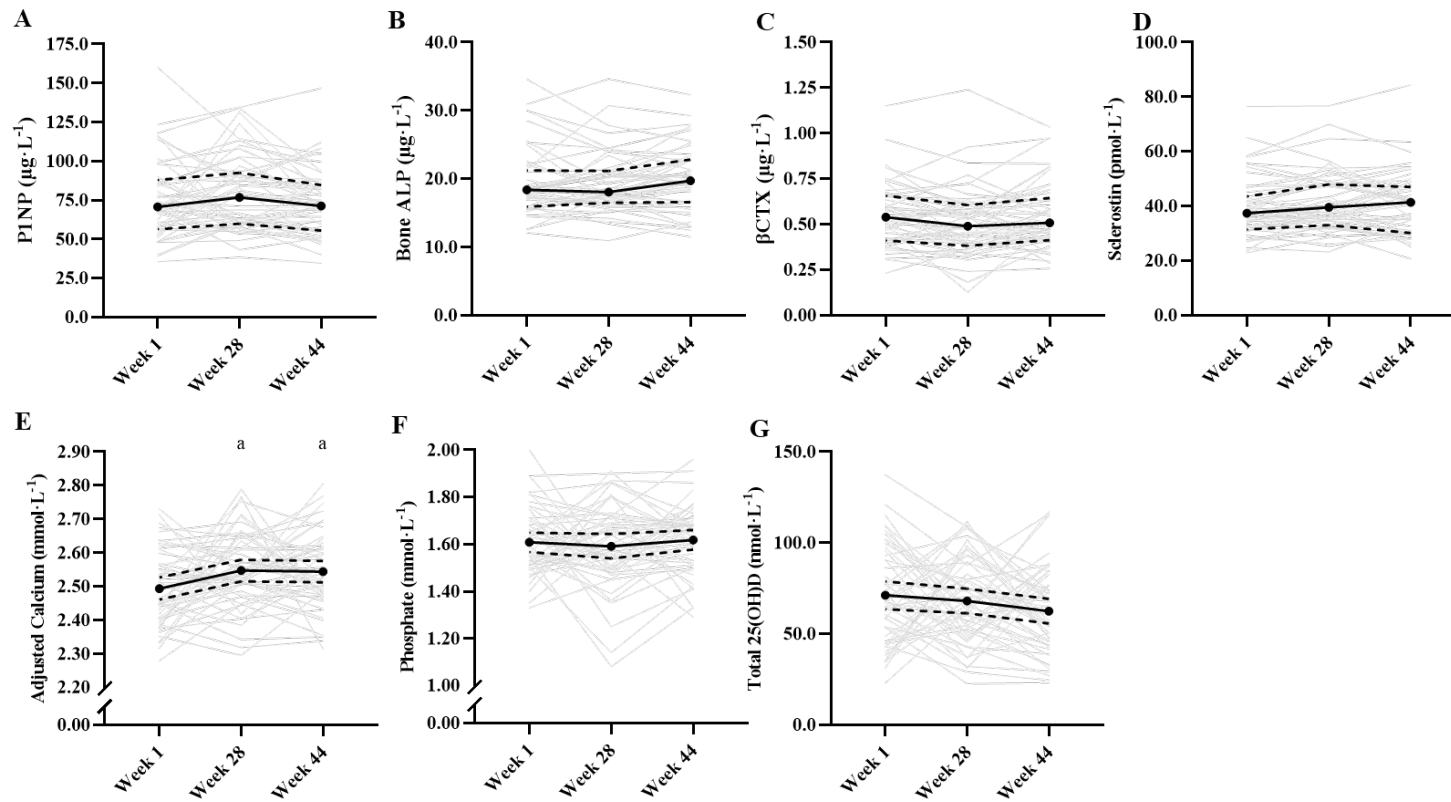 A
P1NP (µg·L⁻¹)
175.0
150.0
125.0
100.0
75.0
50.0
25.0
0.0
Week 1
Week 28
Week 44
B
Bone ALP (µg·L⁻¹)
40.0
30.0
20.0
10.0
0.0
Week 1
Week 28
Week 44
C
βCTX (µg·L⁻¹)
1.50
1.25
1.00
0.75
0.50
0.25
0.00
Week 1
Week 28
Week 44
D
Sclerostin (pmol·L⁻¹)
100.0
80.0
60.0
40.0
20.0
0.0
Week 1
Week 28
Week 44
E
Adjusted Calcium (mmol·L⁻¹)
2.90
2.80
2.70
2.60
2.50
2.40
2.30
2.20
0.00
a
a
Week 1
Week 28
Week 44
F
Phosphate (mmol·L⁻¹)
2.00
1.80
1.60
1.40
1.20
1.00
0.00
Week 1
Week 28
Week 44
G
Total 25(OH)D (nmol·L⁻¹)
150.0
100.0
50.0
0.0
Week 1
Week 28
Week 44